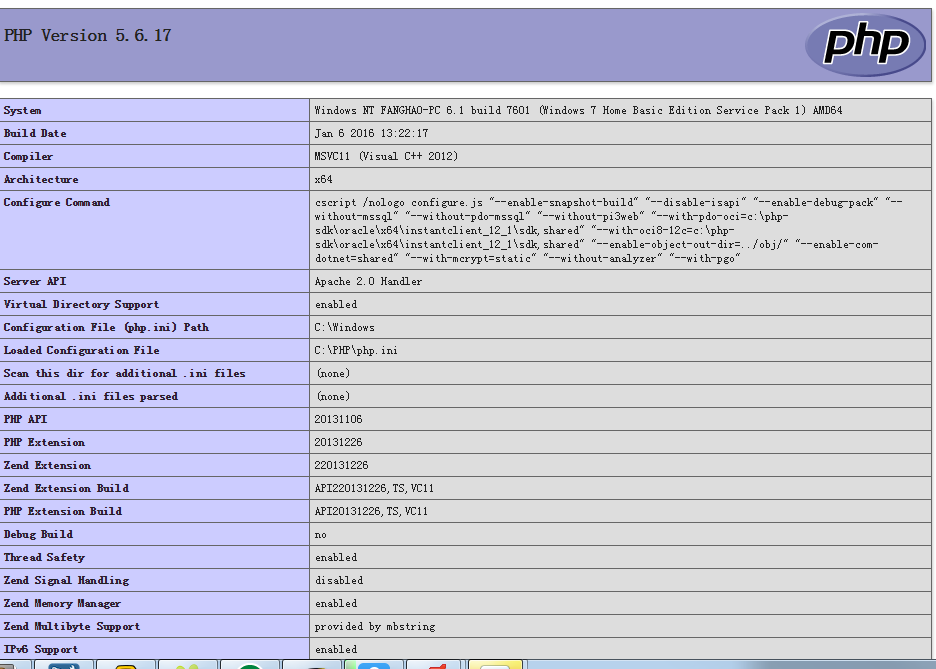 PHP Version 5.6.17
php
System Windows NT FANGHAO-PC 6.1 build 7601 (Windows 7 Home Basic Edition Service Pack 1) AMD64
Build Date Jan 6 2016 13:22:17
Compiler MSVC11 (Visual C++ 2012)
Architecture x64
Configure Command cscript /nologo configure.js "--enable-snapshot-build" "--disable-isapi" "--enable-debug-pack" "--
without-mssql" "--without-pdo-mssql" "--without-pi3web" "--with-pdo-oci=c:\php-
sdk\oracle\x64\instantclient_12_1\sdk,shared" "--with-oci8-12c=c:\php-
sdk\oracle\x64\instantclient_12_1\sdk,shared" "--enable-object-out-dir=../obj/" "--enable-com-
dotnet=shared" "--with-mcrypt=static" "--without-analyzer" "--with-pgo"
Server API Apache 2.0 Handler
Virtual Directory Support enabled
Configuration File (php.ini) Path C:\Windows
Loaded Configuration File C:\PHP\php.ini
Scan this dir for additional .ini files (none)
Additional .ini files parsed (none)
PHP API 20131106
PHP Extension 20131226
Zend Extension 220131226
Zend Extension Build API220131226,TS,VC11
PHP Extension Build API20131226,TS,VC11
Debug Build no
Thread Safety enabled
Zend Signal Handling disabled
Zend Memory Manager enabled
Zend Multibyte Support provided by mbstring
IPv6 Support enabled